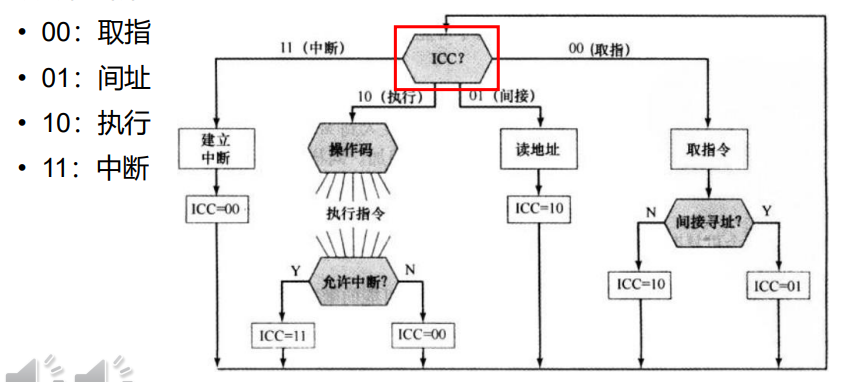 • 00：取指
• 01：间址
• 10：执行
• 11：中断
ICC?
11（中断）
00 (取指)
10（执行）
01（间接）
建立
中断
操作码
读地址
取指令
ICC=00
执行指令
ICC=10
N
间接寻址?
Y
Y
允许中断?
N
ICC=10
ICC=01
ICC=11
ICC=00